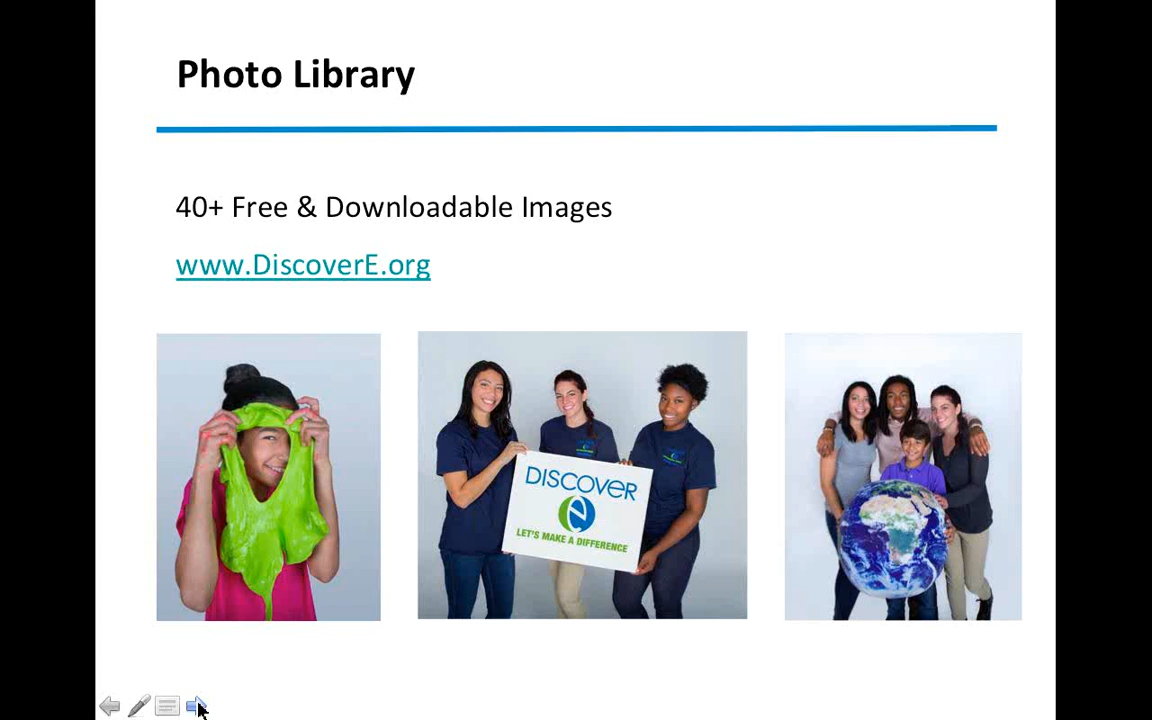 Photo Library
40+ Free & Downloadable Images
www.DiscoverE.org
DISCOVER
e
LET'S MAKE A DIFFERENCE